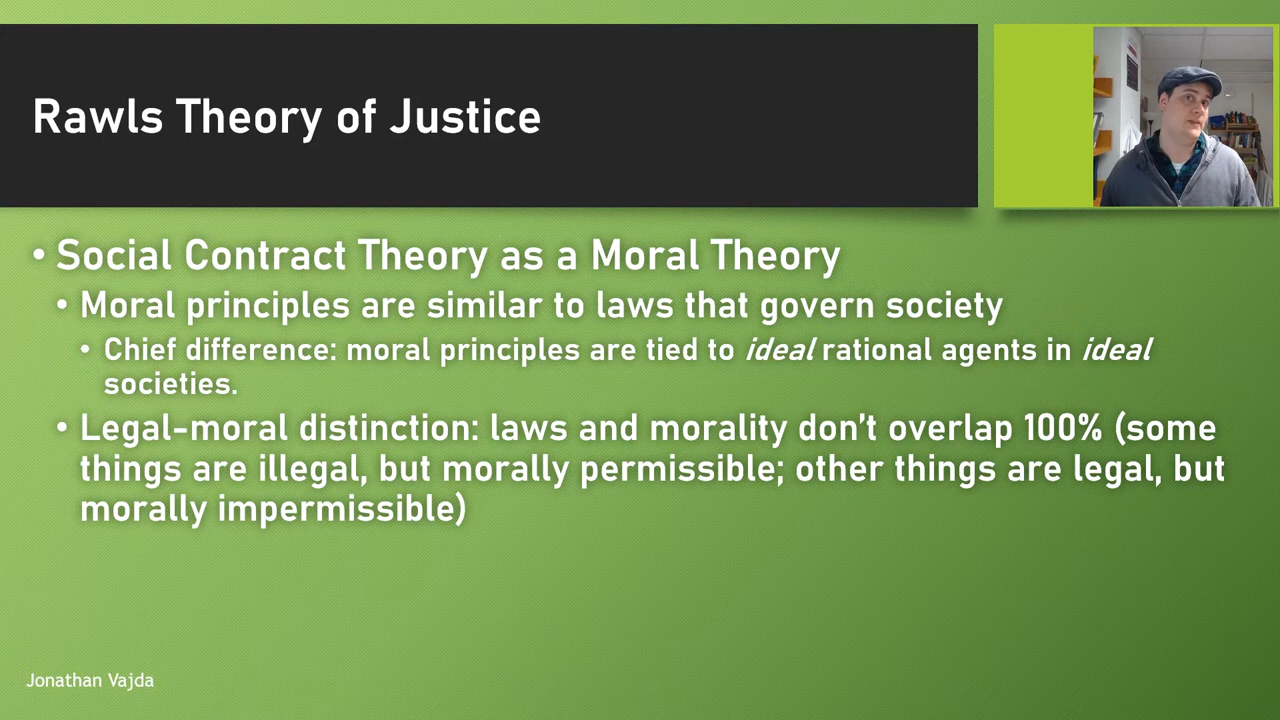 Rawls Theory of Justice
• Social Contract Theory as a Moral Theory
• Moral principles are similar to laws that govern society
• Chief difference: moral principles are tied to ideal rational agents in ideal
societies.
• Legal-moral distinction: laws and morality don't overlap 100% (some
things are illegal, but morally permissible; other things are legal, but
morally impermissible)
Jonathan Vajda